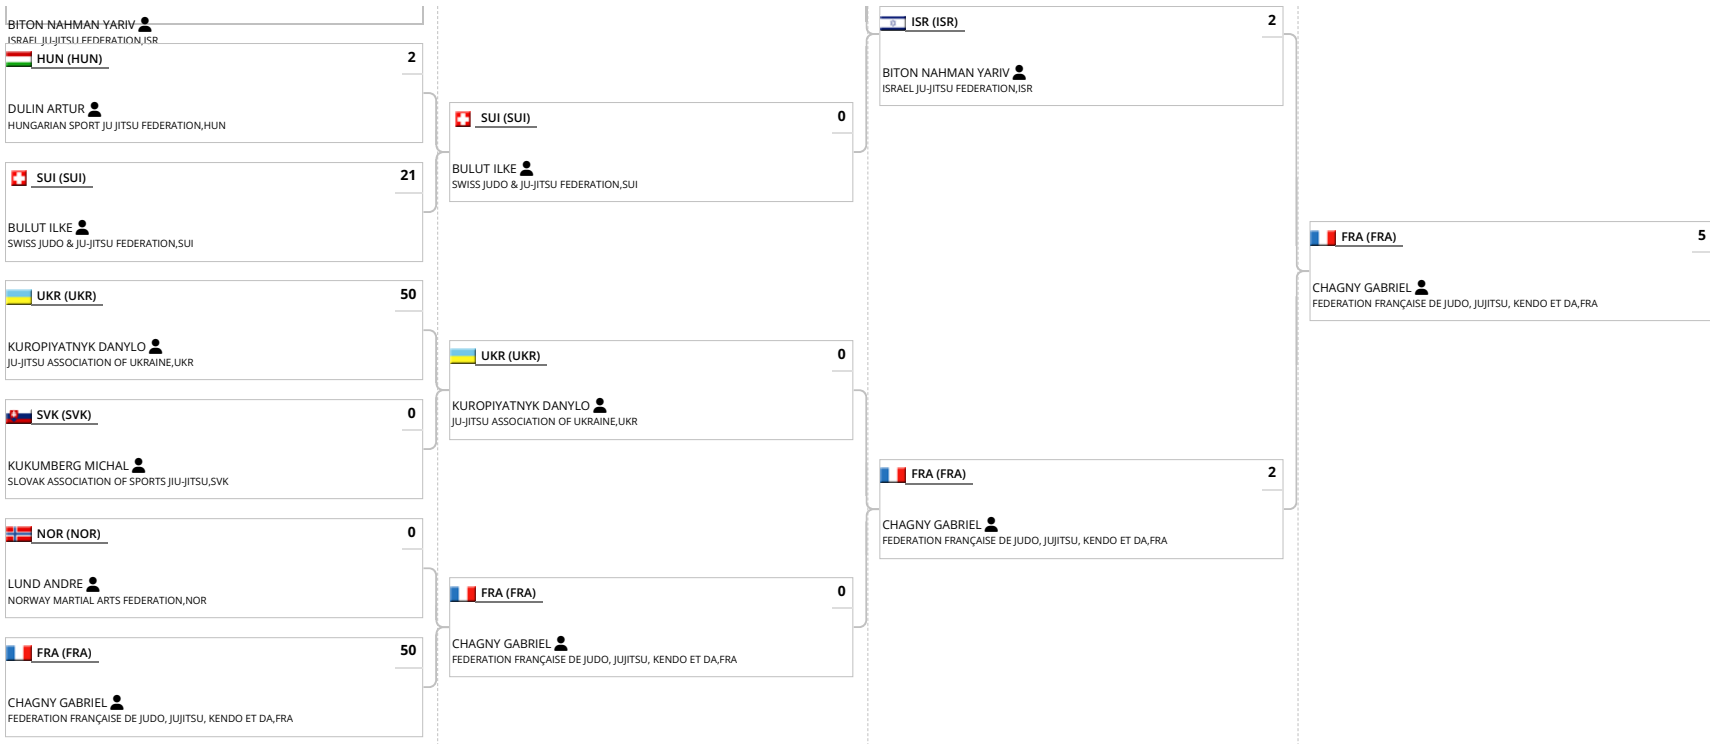 BITON NAHMAN YARIV
ISRAEL JU-JITSU FEDERATION,ISR
HUN (HUN) 2
DULIN ARTUR
HUNGARIAN SPORT JU JITSU FEDERATION,HUN
SUI (SUI) 21
BULUT ILKE
SWISS JUDO & JU-JITSU FEDERATION,SUI
UKR (UKR) 50
KUROPIYATNYK DANYLO
JU-JITSU ASSOCIATION OF UKRAINE,UKR
SVK (SVK) 0
KUKUMBERG MICHAL
SLOVAK ASSOCIATION OF SPORTS JIU-JITSU,SVK
NOR (NOR) 0
LUND ANDRE
NORWAY MARTIAL ARTS FEDERATION,NOR
FRA (FRA) 50
CHAGNY GABRIEL
FEDERATION FRANÇAISE DE JUDO, JUJITSU, KENDO ET DA,FRA
SUI (SUI) 0
BULUT ILKE
SWISS JUDO & JU-JITSU FEDERATION,SUI
UKR (UKR) 0
KUROPIYATNYK DANYLO
JU-JITSU ASSOCIATION OF UKRAINE,UKR
FRA (FRA) 0
CHAGNY GABRIEL
FEDERATION FRANÇAISE DE JUDO, JUJITSU, KENDO ET DA,FRA
ISR (ISR) 2
BITON NAHMAN YARIV
ISRAEL JU-JITSU FEDERATION,ISR
FRA (FRA) 2
CHAGNY GABRIEL
FEDERATION FRANÇAISE DE JUDO, JUJITSU, KENDO ET DA,FRA
FRA (FRA) 5
CHAGNY GABRIEL
FEDERATION FRANÇAISE DE JUDO, JUJITSU, KENDO ET DA,FRA